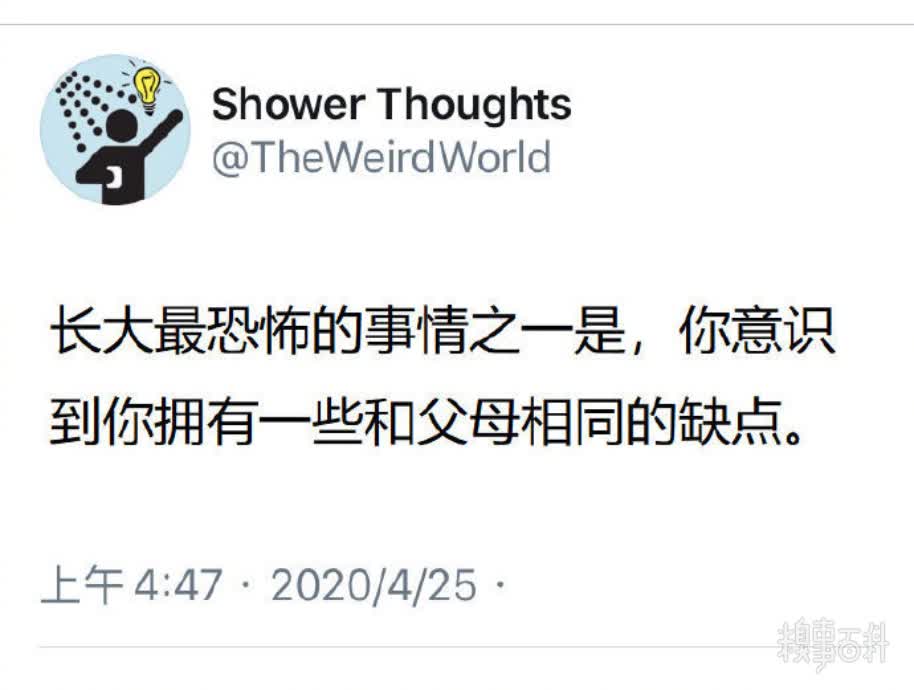 Shower Thoughts
@TheWeirdWorld
长大最恐怖的事情之一是，你意识
到你拥有一些和父母相同的缺点。
上午 4:47 · 2020/4/25 ·
糗事百科